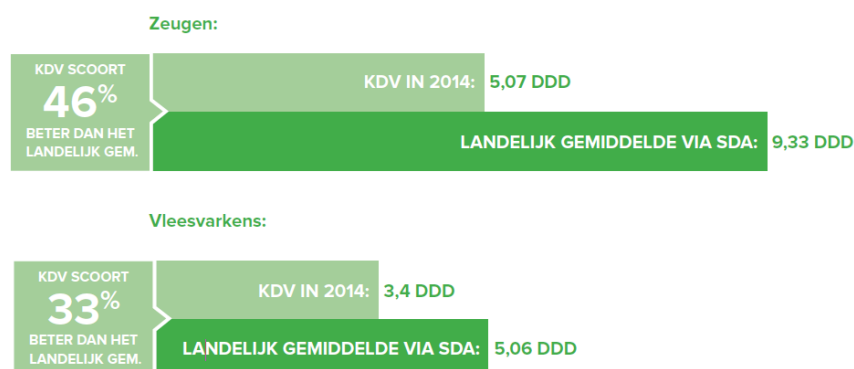 Zeugen:
KDV SCOORT
46%
BETER DAN HET
LANDELIJK GEM.
KDV IN 2014: 5,07 DDD
LANDELIJK GEMIDDELDE VIA SDA: 9,33 DDD
Vleesvarkens:
KDV SCOORT
33%
BETER DAN HET
LANDELIJK GEM.
KDV IN 2014: 3,4 DDD
LANDELIJK GEMIDDELDE VIA SDA: 5,06 DDD